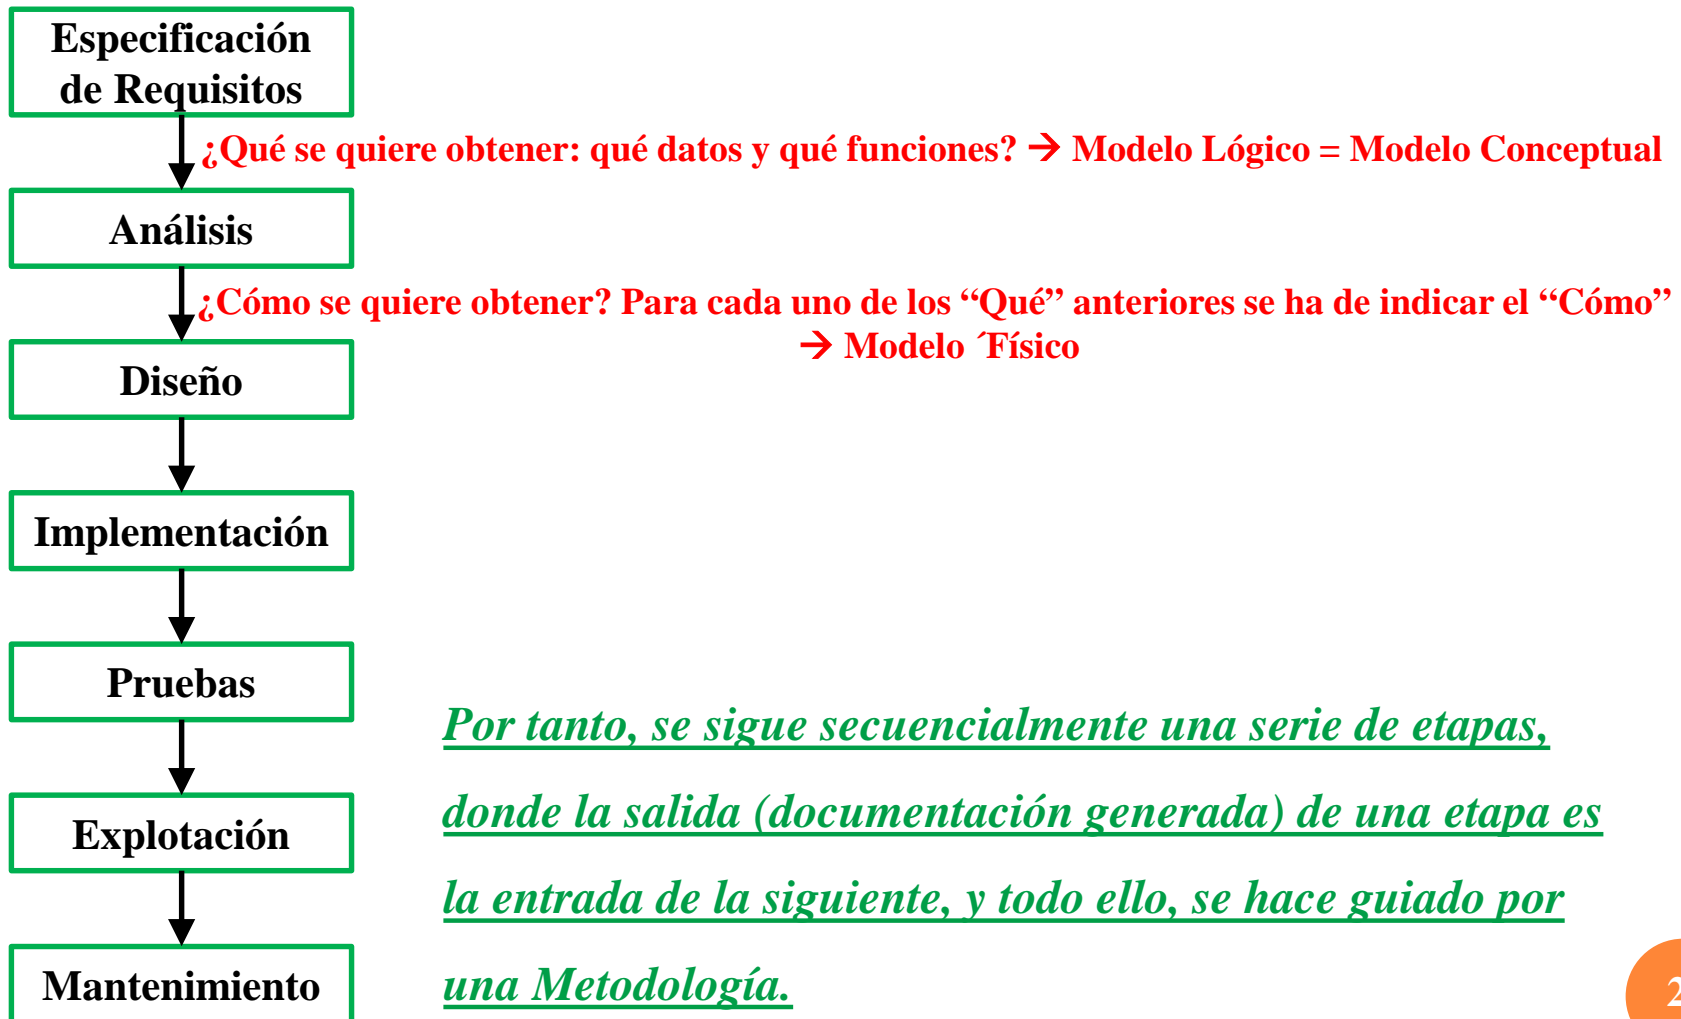 Especificación
de Requisitos
¿Qué se quiere obtener: qué datos y qué funciones? → Modelo Lógico = Modelo Conceptual
Análisis
¿Cómo se quiere obtener? Para cada uno de los “Qué” anteriores se ha de indicar el “Cómo”
→ Modelo ´Físico
Diseño
Implementación
Pruebas
Por tanto, se sigue secuencialmente una serie de etapas,
donde la salida (documentación generada) de una etapa es
Explotación
la entrada de la siguiente, y todo ello, se hace guiado por
Mantenimiento
una Metodología.